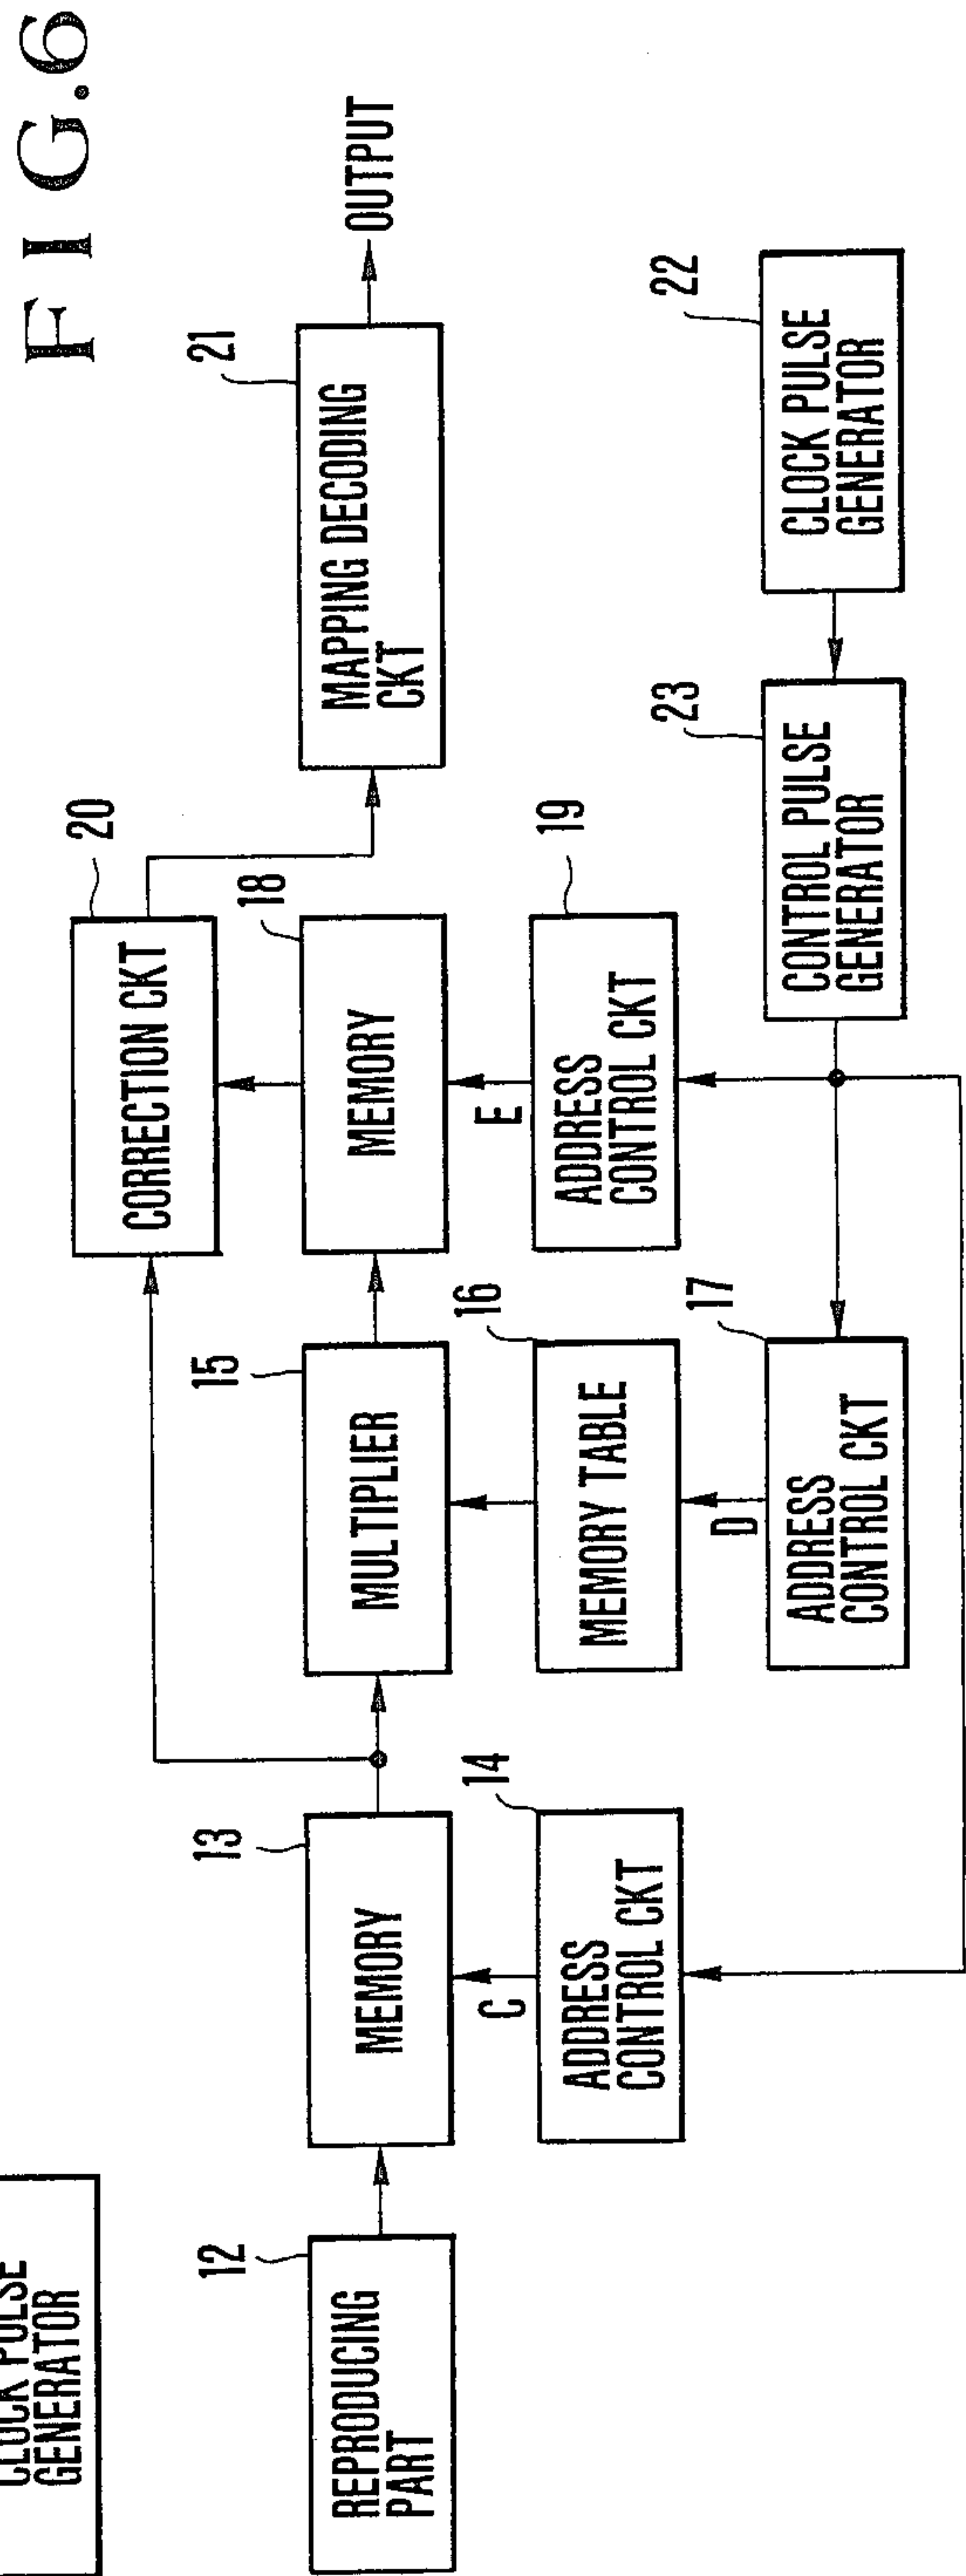 FIG.6
20
CORRECTION CKT
21
MAPPING DECODING
CKT
OUTPUT
12
REPRODUCING
PART
13
MEMORY
15
MULTIPLIER
18
MEMORY
C
14
ADDRESS
CONTROL CKT
16
MEMORY TABLE
E
19
ADDRESS
CONTROL CKT
D
17
ADDRESS
CONTROL CKT
23
CONTROL PULSE
GENERATOR
22
CLOCK PULSE
GENERATOR
CLOCK PULSE
GENERATOR